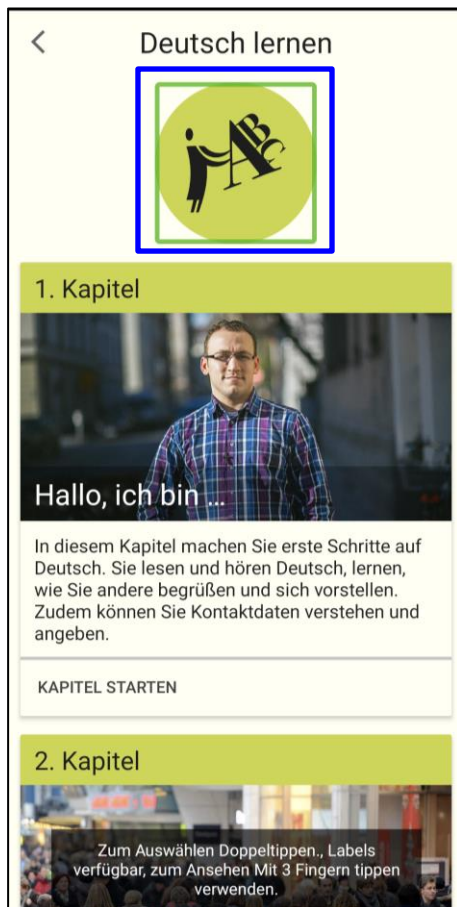 Deutsch lernen
ABC
1. Kapitel
Hallo, ich bin ...
In diesem Kapitel machen Sie erste Schritte auf
Deutsch. Sie lesen und hören Deutsch, lernen,
wie Sie andere begrüßen und sich vorstellen.
Zudem können Sie Kontaktdaten verstehen und
angeben.
KAPITEL STARTEN
2. Kapitel
Zum Auswählen Doppeltippen., Labels
verfügbar, zum Ansehen Mit 3 Fingern tippen
verwenden.